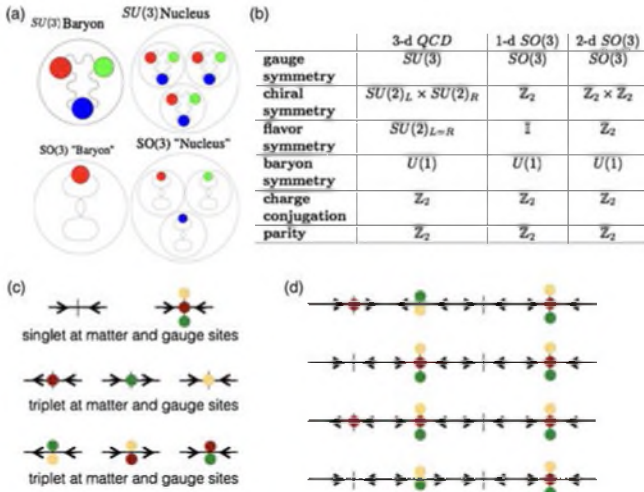 (a)
SU(3) Baryon
SU(3) Nucleus
SO(3) "Baryon"
SO(3) "Nucleus"
(b)
3-d QCD 1-d SO(3) 2-d SO(3)
gauge symmetry SU(3) SO(3) SO(3)
chiral symmetry SU(2)L × SU(2)R ℤ2 ℤ2 × ℤ2
flavor symmetry SU(2)L=R 𝕀 ℤ2
baryon symmetry U(1) U(1) U(1)
charge conjugation ℤ2 ℤ2 ℤ2
parity ℤ2 ℤ2 ℤ2
(c)
singlet at matter and gauge sites
triplet at matter and gauge sites
triplet at matter and gauge sites
(d)